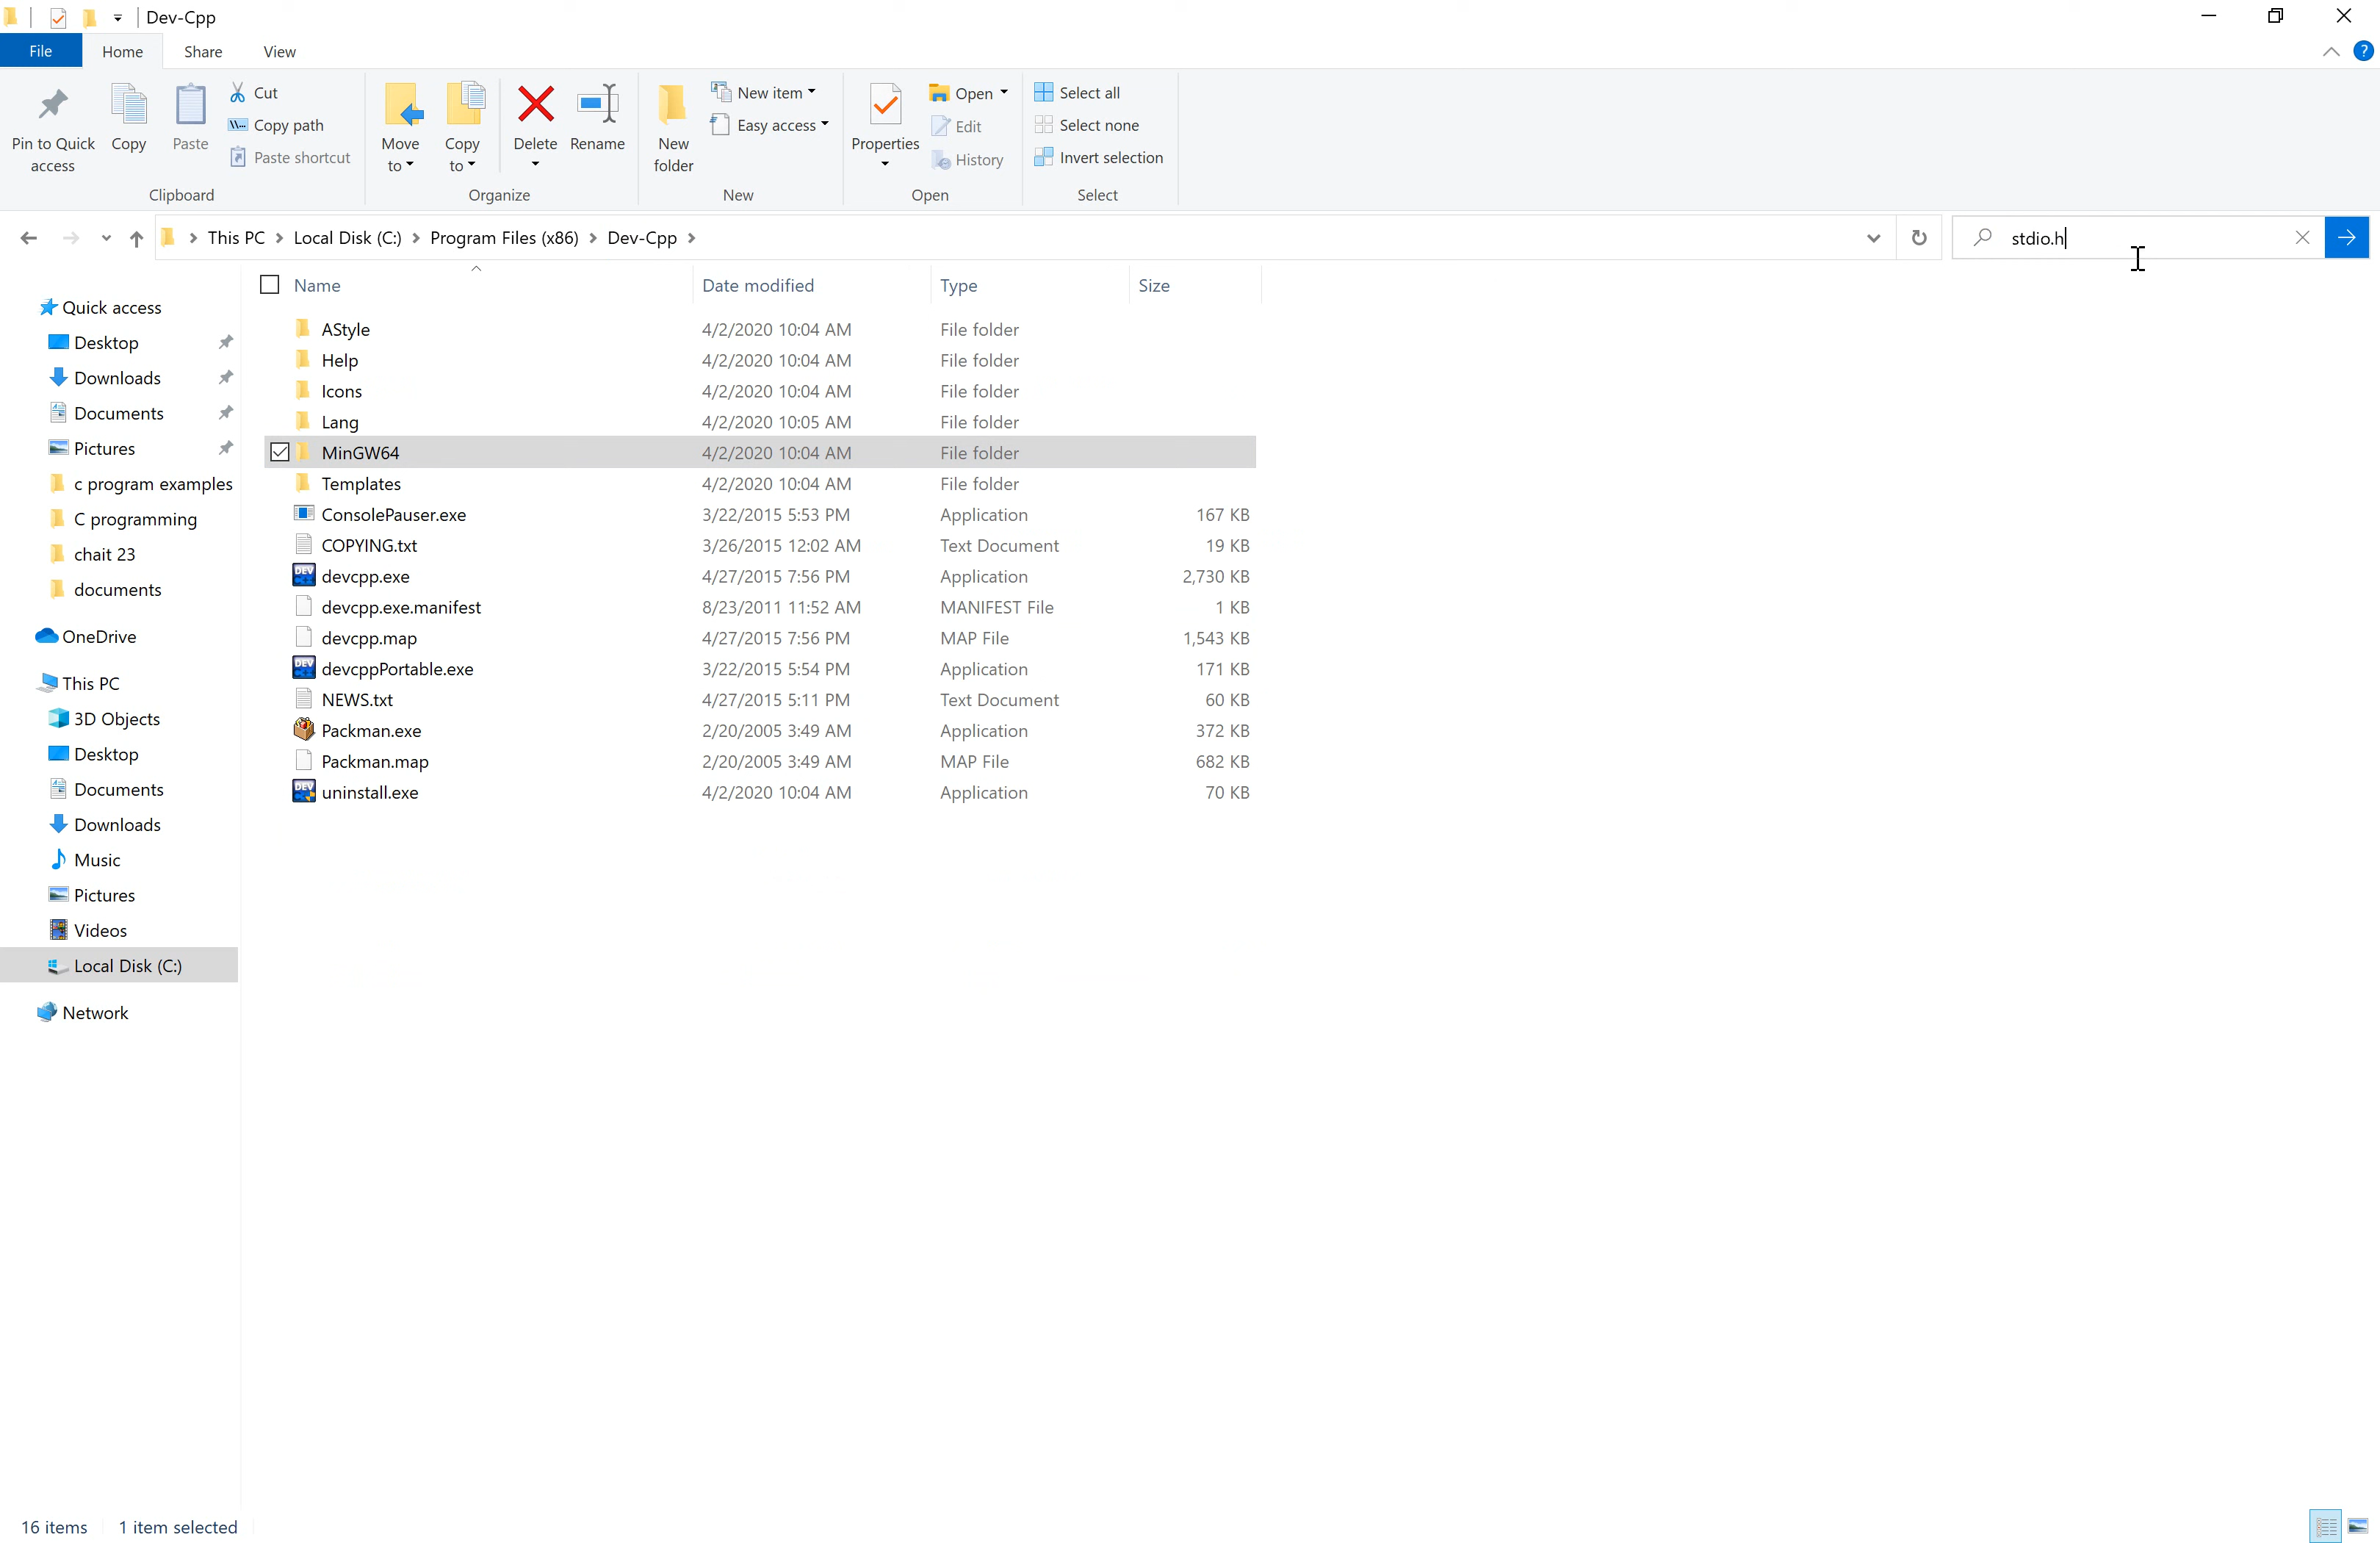 Dev-Cpp
File Home Share View
Pin to Quick access
Copy
Paste
Cut
Copy path
Paste shortcut
Clipboard
Move to
Copy to
Delete
Rename
Organize
New folder
New item
Easy access
New
Properties
Open
Edit
History
Open
Select all
Select none
Invert selection
Select
This PC > Local Disk (C:) > Program Files (x86) > Dev-Cpp >
stdio.h
Quick access
Desktop
Downloads
Documents
Pictures
c program examples
C programming
chait 23
documents
OneDrive
This PC
3D Objects
Desktop
Documents
Downloads
Music
Pictures
Videos
Local Disk (C:)
Network
Name Date modified Type Size
AStyle 4/2/2020 10:04 AM File folder
Help 4/2/2020 10:04 AM File folder
Icons 4/2/2020 10:04 AM File folder
Lang 4/2/2020 10:05 AM File folder
MinGW64 4/2/2020 10:04 AM File folder
Templates 4/2/2020 10:04 AM File folder
ConsolePauser.exe 3/22/2015 5:53 PM Application 167 KB
COPYING.txt 3/26/2015 12:02 AM Text Document 19 KB
devcpp.exe 4/27/2015 7:56 PM Application 2,730 KB
devcpp.exe.manifest 8/23/2011 11:52 AM MANIFEST File 1 KB
devcpp.map 4/27/2015 7:56 PM MAP File 1,543 KB
devcppPortable.exe 3/22/2015 5:54 PM Application 171 KB
NEWS.txt 4/27/2015 5:11 PM Text Document 60 KB
Packman.exe 2/20/2005 3:49 AM Application 372 KB
Packman.map 2/20/2005 3:49 AM MAP File 682 KB
uninstall.exe 4/2/2020 10:04 AM Application 70 KB
16 items 1 item selected